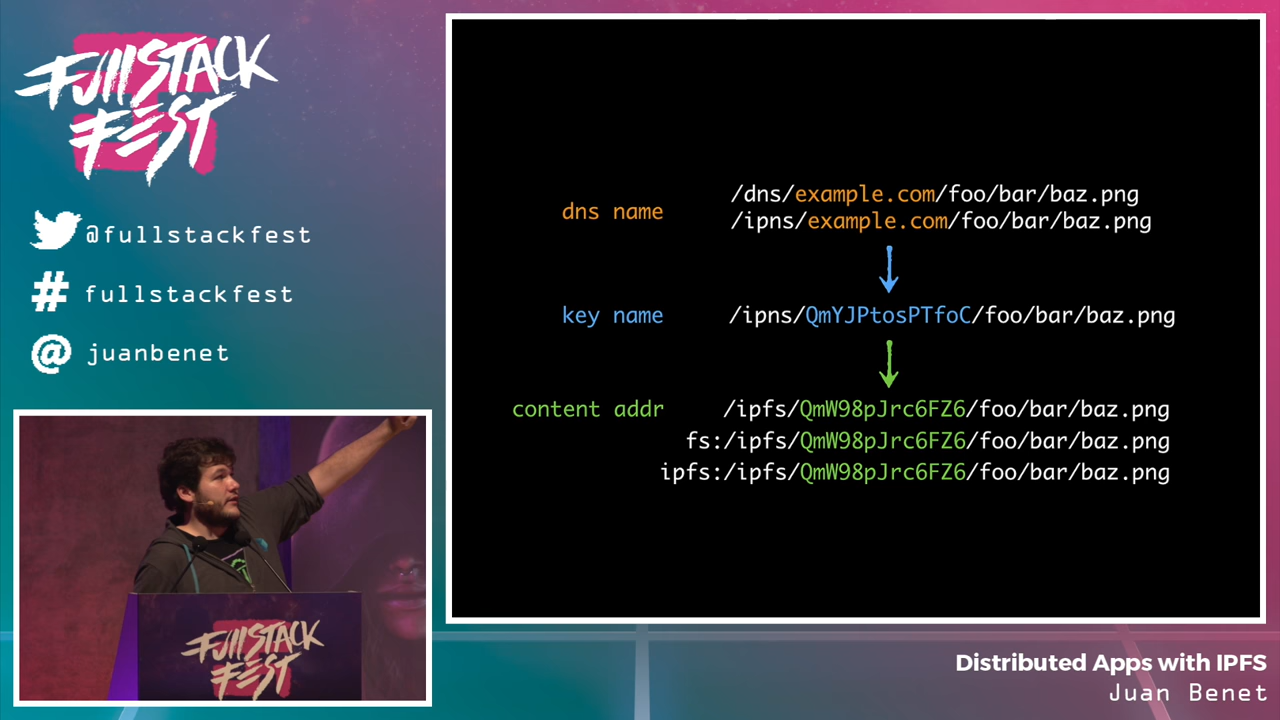 FULLSTACK
FEST
@fullstackfest
# fullstackfest
@ juanbenet
dns name
/dns/example.com/foo/bar/baz.png
/ipns/example.com/foo/bar/baz.png
key name
/ipns/QmYJPtosPTfoC/foo/bar/baz.png
content addr
/ipfs/QmW98pJrc6FZ6/foo/bar/baz.png
fs:/ipfs/QmW98pJrc6FZ6/foo/bar/baz.png
ipfs:/ipfs/QmW98pJrc6FZ6/foo/bar/baz.png
FULLSTACK
FEST
Distributed Apps with IPFS
Juan Benet